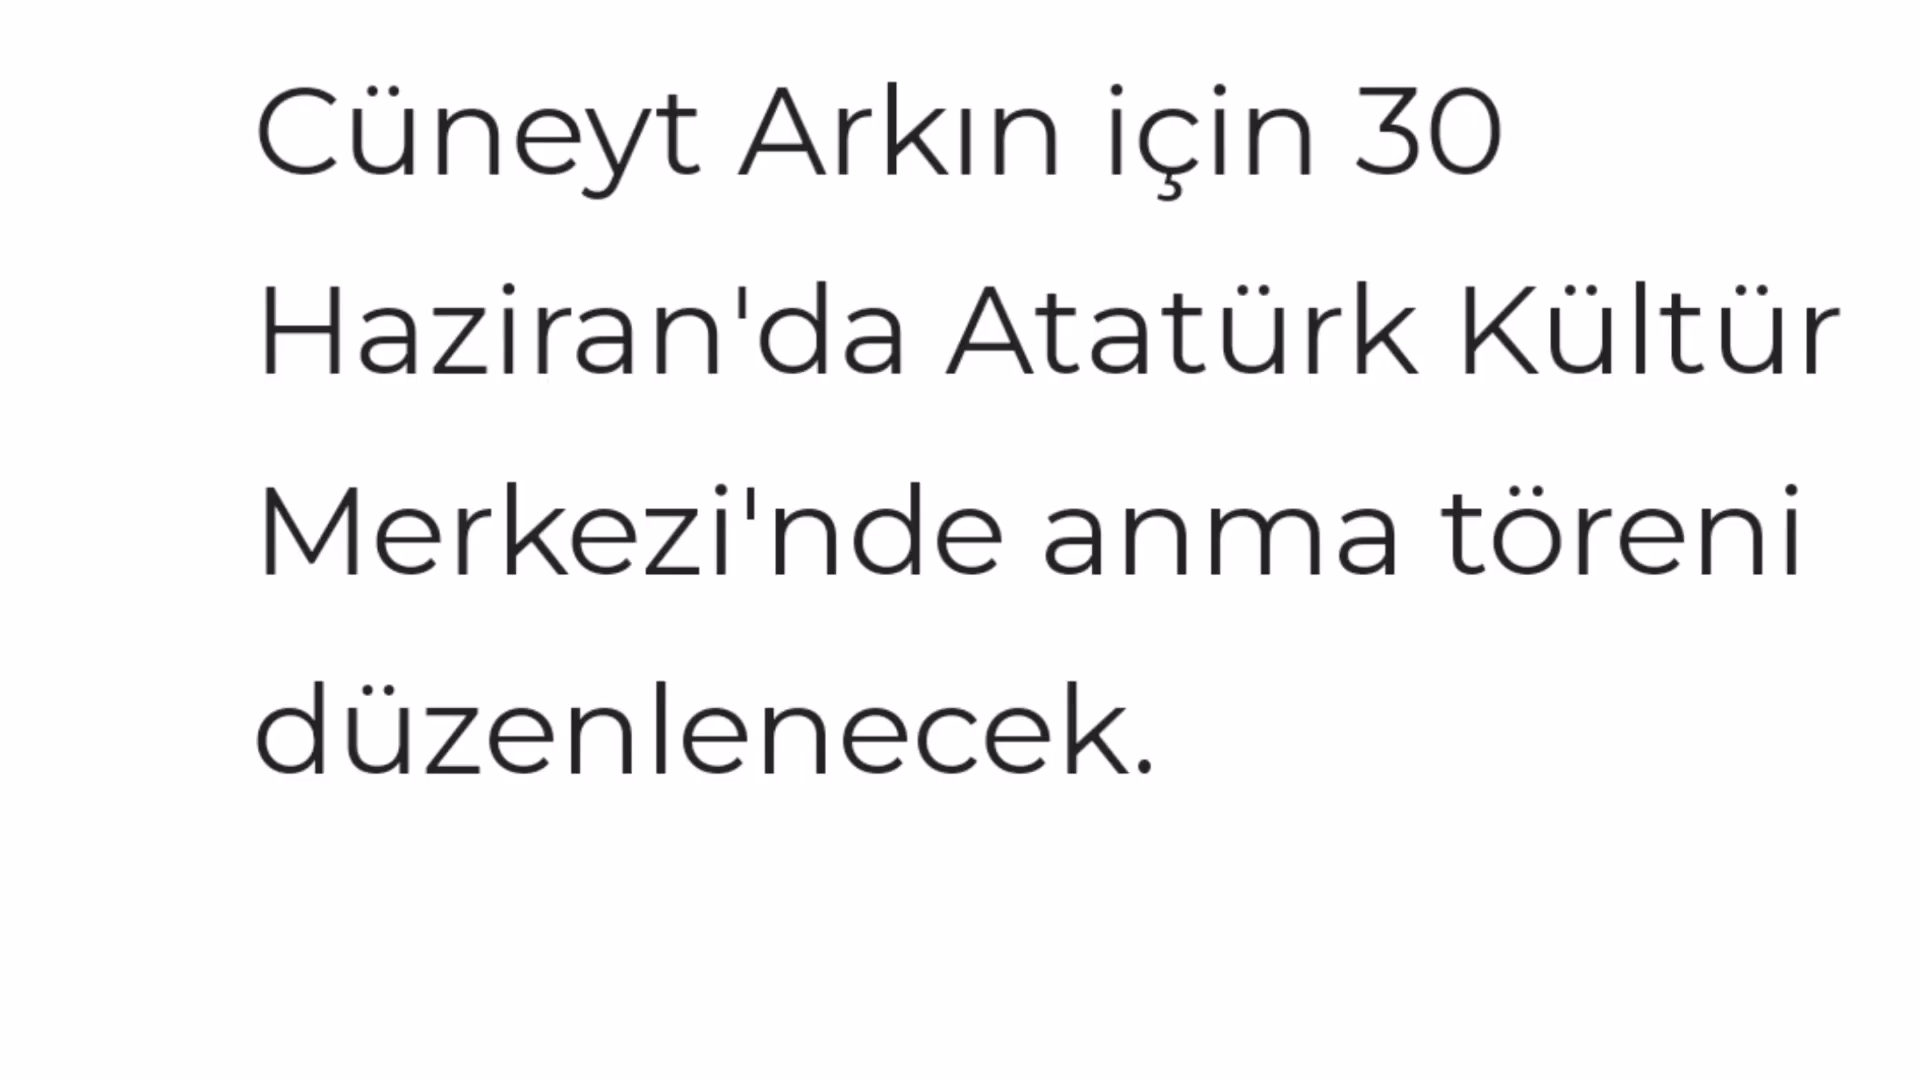 Cüneyt Arkın için 30
Haziran'da Atatürk Kültür
Merkezi'nde anma töreni
düzenlenecek.